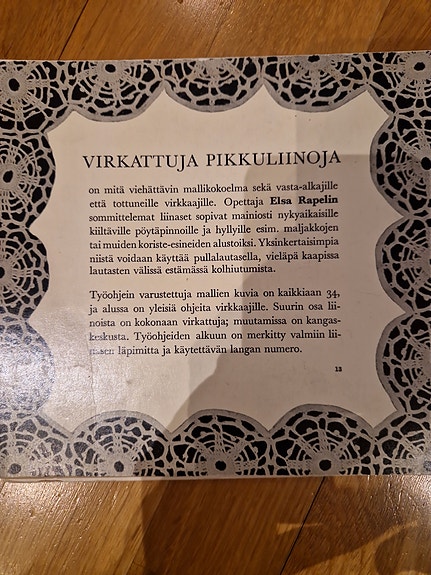 VIRKATTUJA PIKKULIINOJA
on mitä viehättävin mallikokoelma sekä vasta-alkajille
että tottuneille virkkaajille. Opettaja Elsa Rapelin
sommittelemat liinaset sopivat mainiosti nykyaikaisille
kiiltäville pöytäpinnoille ja hyllyille esim. maljakkojen
tai muiden koriste-esineiden alustoiksi. Yksinkertaisimpia
niistä voidaan käyttää pullalautasella, vieläpä kaapissa
lautasten välissä estämässä kolhiutumista.
Työohjein varustettuja mallien kuvia on kaikkiaan 34,
ja alussa on yleisiä ohjeita virkkaajille. Suurin osa lii-
noista on kokonaan virkattuja; muutamissa on kangas-
keskusta. Työohjeiden alkuun on merkitty valmiin lii-
nasen läpimitta ja käytettävän langan numero.
12